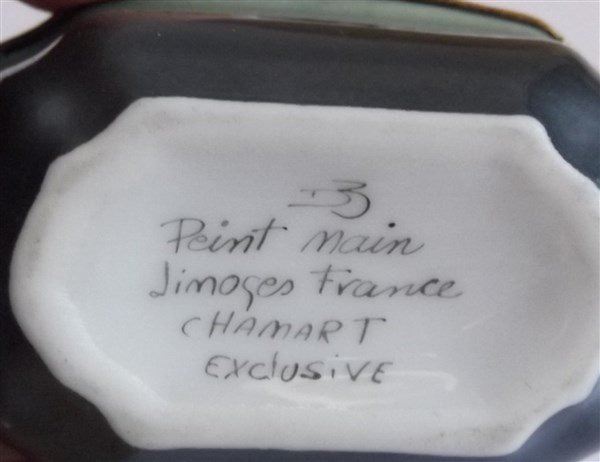 Peint Main
Limoges France
CHAMART
EXCLUSIVE